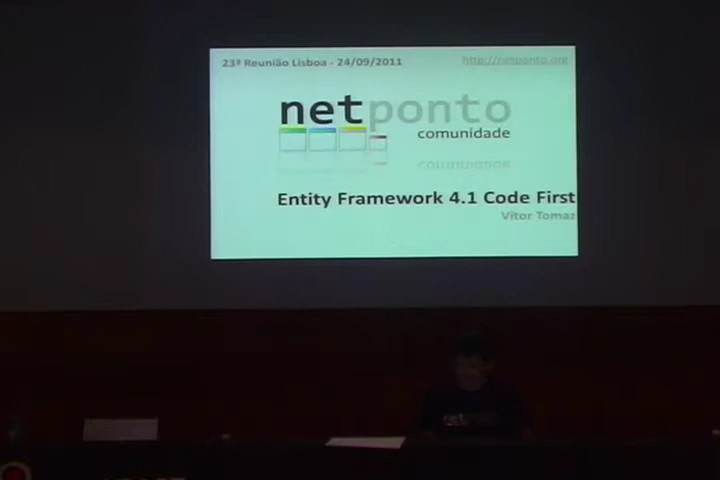 23ª Reunião Lisboa - 24/09/2011
http://netponto.org
netponto
comunidade
Entity Framework 4.1 Code First
Vítor Tomaz